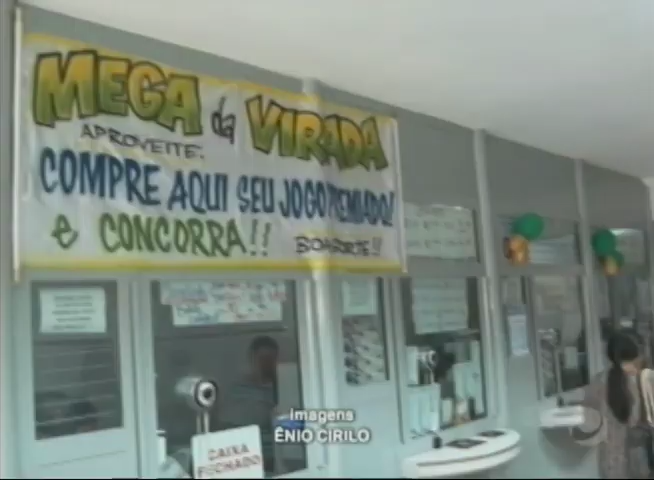 MEGA da VIRADA
APROVEITE:
COMPRE AQUI SEU JOGO PREMIADO!
e CONCORRA!! BOA SORTE!!
Imagens
ÊNIO CIRILO
CAIXA
FECHADO